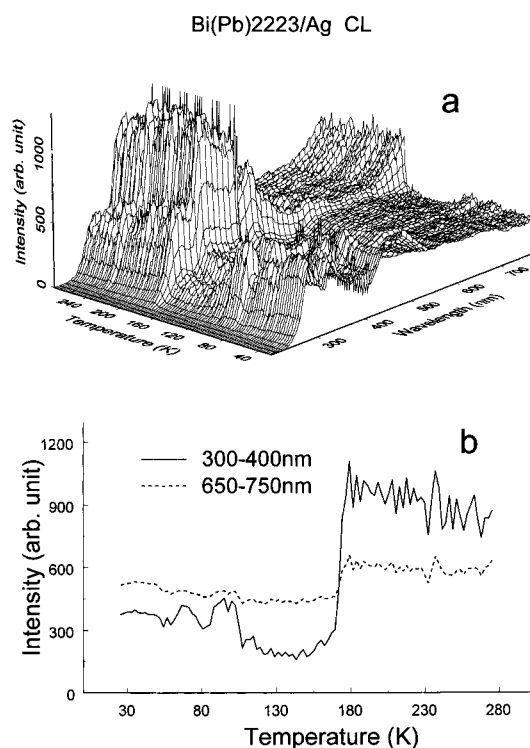 Bi(Pb)2223/Ag CL
a
Intensity (arb. unit)
1000
500
0
240
200
160
120
80
40
Temperature (K)
300
400
500
600
700
Wavelength (nm)
b
300-400nm
650-750nm
Intensity (arb. unit)
1200
900
600
300
0
30
80
130
180
230
280
Temperature (K)